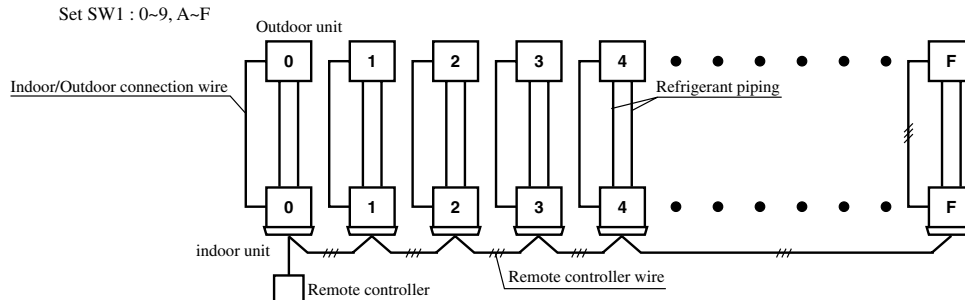 Set SW1 : 0~9, A~F
Outdoor unit
0 1 2 3 4 F
Indoor/Outdoor connection wire
Refrigerant piping
0 1 2 3 4 F
indoor unit
Remote controller wire
Remote controller